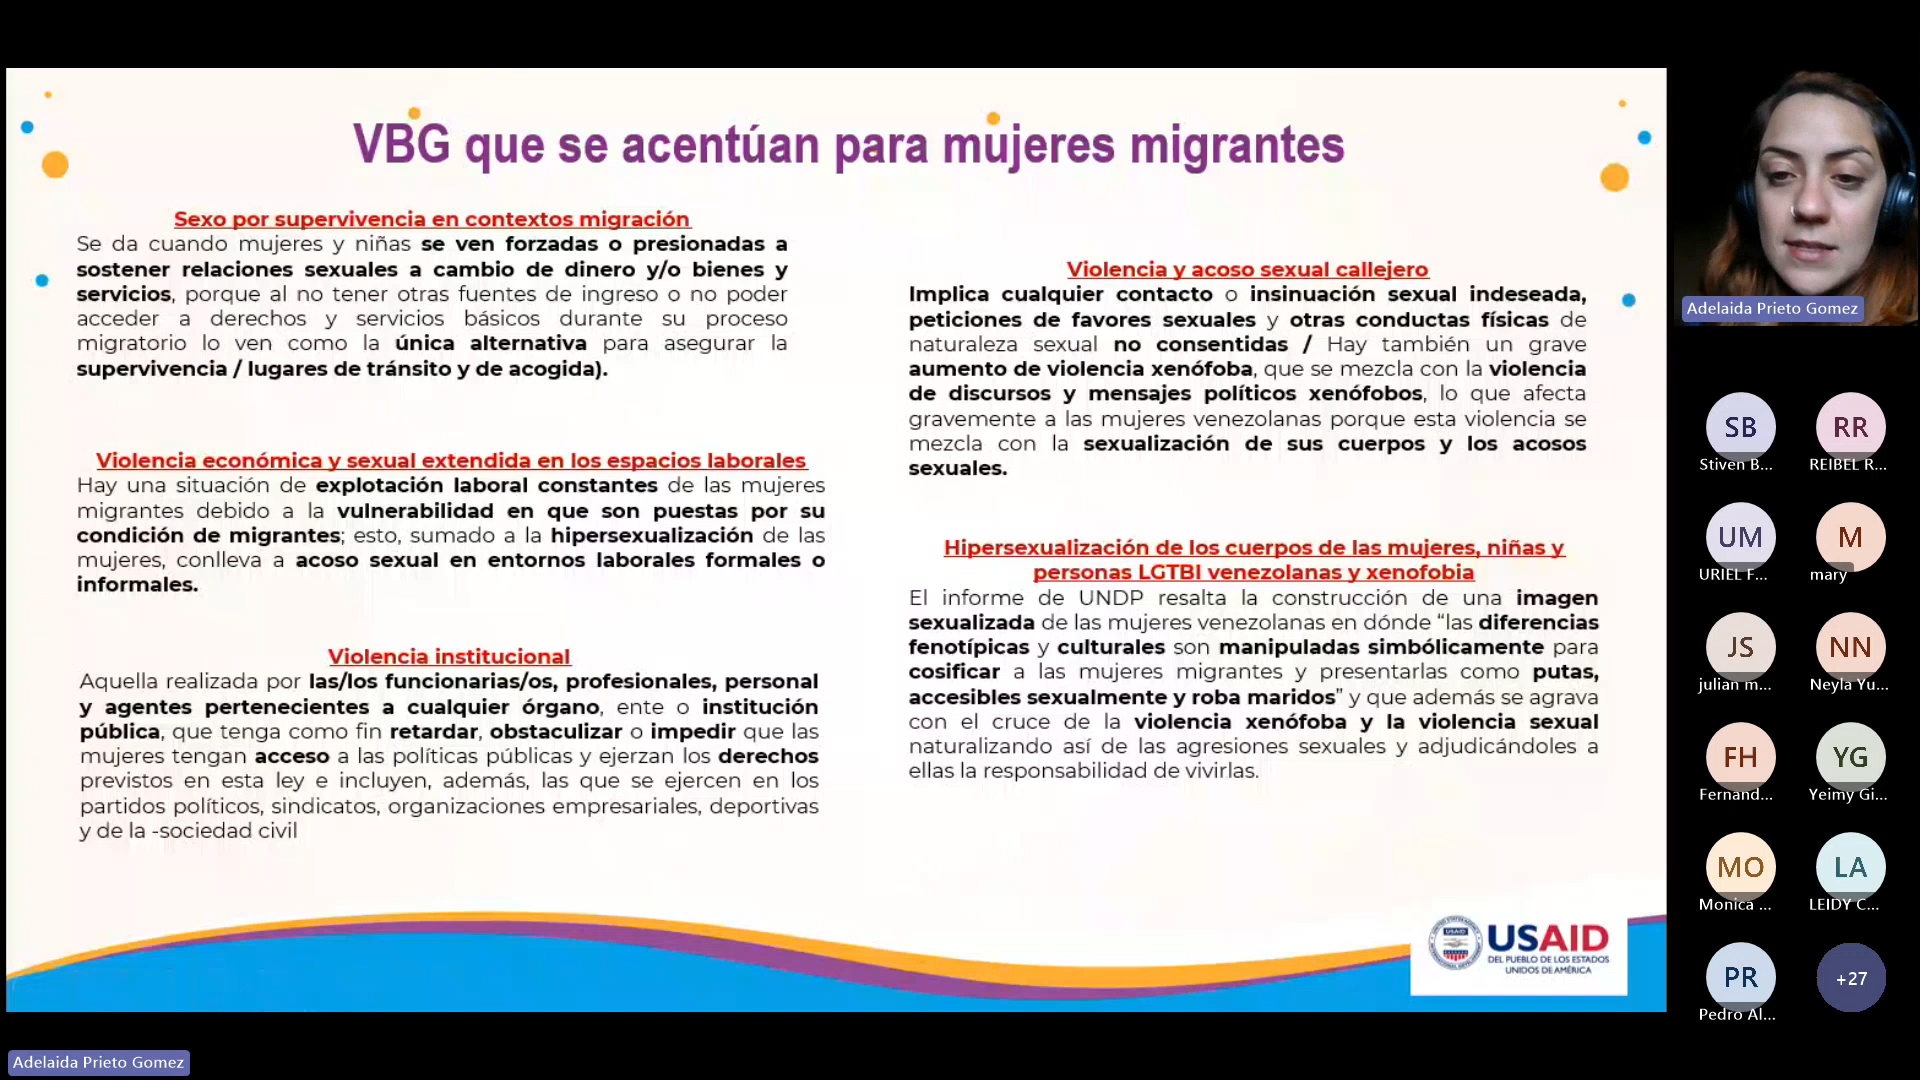 VBG que se acentúan para mujeres migrantes
Sexo por supervivencia en contextos migración
Se da cuando mujeres y niñas se ven forzadas o presionadas a
sostener relaciones sexuales a cambio de dinero y/o bienes y
servicios, porque al no tener otras fuentes de ingreso o no poder
acceder a derechos y servicios básicos durante su proceso
migratorio lo ven como la única alternativa para asegurar la
supervivencia / lugares de tránsito y de acogida).
Violencia económica y sexual extendida en los espacios laborales
Hay una situación de explotación laboral constantes de las mujeres
migrantes debido a la vulnerabilidad en que son puestas por su
condición de migrantes; esto, sumado a la hipersexualización de las
mujeres, conlleva a acoso sexual en entornos laborales formales o
informales.
Violencia institucional
Aquella realizada por las/los funcionarias/os, profesionales, personal
y agentes pertenecientes a cualquier órgano, ente o institución
pública, que tenga como fin retardar, obstaculizar o impedir que las
mujeres tengan acceso a las políticas públicas y ejerzan los derechos
previstos en esta ley e incluyen, además, las que se ejercen en los
partidos políticos, sindicatos, organizaciones empresariales, deportivas
y de la -sociedad civil
Violencia y acoso sexual callejero
Implica cualquier contacto o insinuación sexual indeseada,
peticiones de favores sexuales y otras conductas físicas de
naturaleza sexual no consentidas / Hay también un grave
aumento de violencia xenófoba, que se mezcla con la violencia
de discursos y mensajes políticos xenófobos, lo que afecta
gravemente a las mujeres venezolanas porque esta violencia se
mezcla con la sexualización de sus cuerpos y los acosos
sexuales.
Hipersexualización de los cuerpos de las mujeres, niñas y
personas LGTBI venezolanas y xenofobia
El informe de UNDP resalta la construcción de una imagen
sexualizada de las mujeres venezolanas en dónde “las diferencias
fenotípicas y culturales son manipuladas simbólicamente para
cosificar a las mujeres migrantes y presentarlas como putas,
accesibles sexualmente y roba maridos” y que además se agrava
con el cruce de la violencia xenófoba y la violencia sexual
naturalizando así de las agresiones sexuales y adjudicándoles a
ellas la responsabilidad de vivirlas.
USAID
DEL PUEBLO DE LOS ESTADOS
UNIDOS DE AMÉRICA
Adelaida Prieto Gomez
SB RR
Stiven B... REIBEL R...
UM M
URIEL F... mary
JS NN
julian m... Neyla Yu...
FH YG
Fernand... Yeimy Gi...
MO LA
Monica ... LEIDY C...
PR +27
Pedro Al...
Adelaida Prieto Gomez